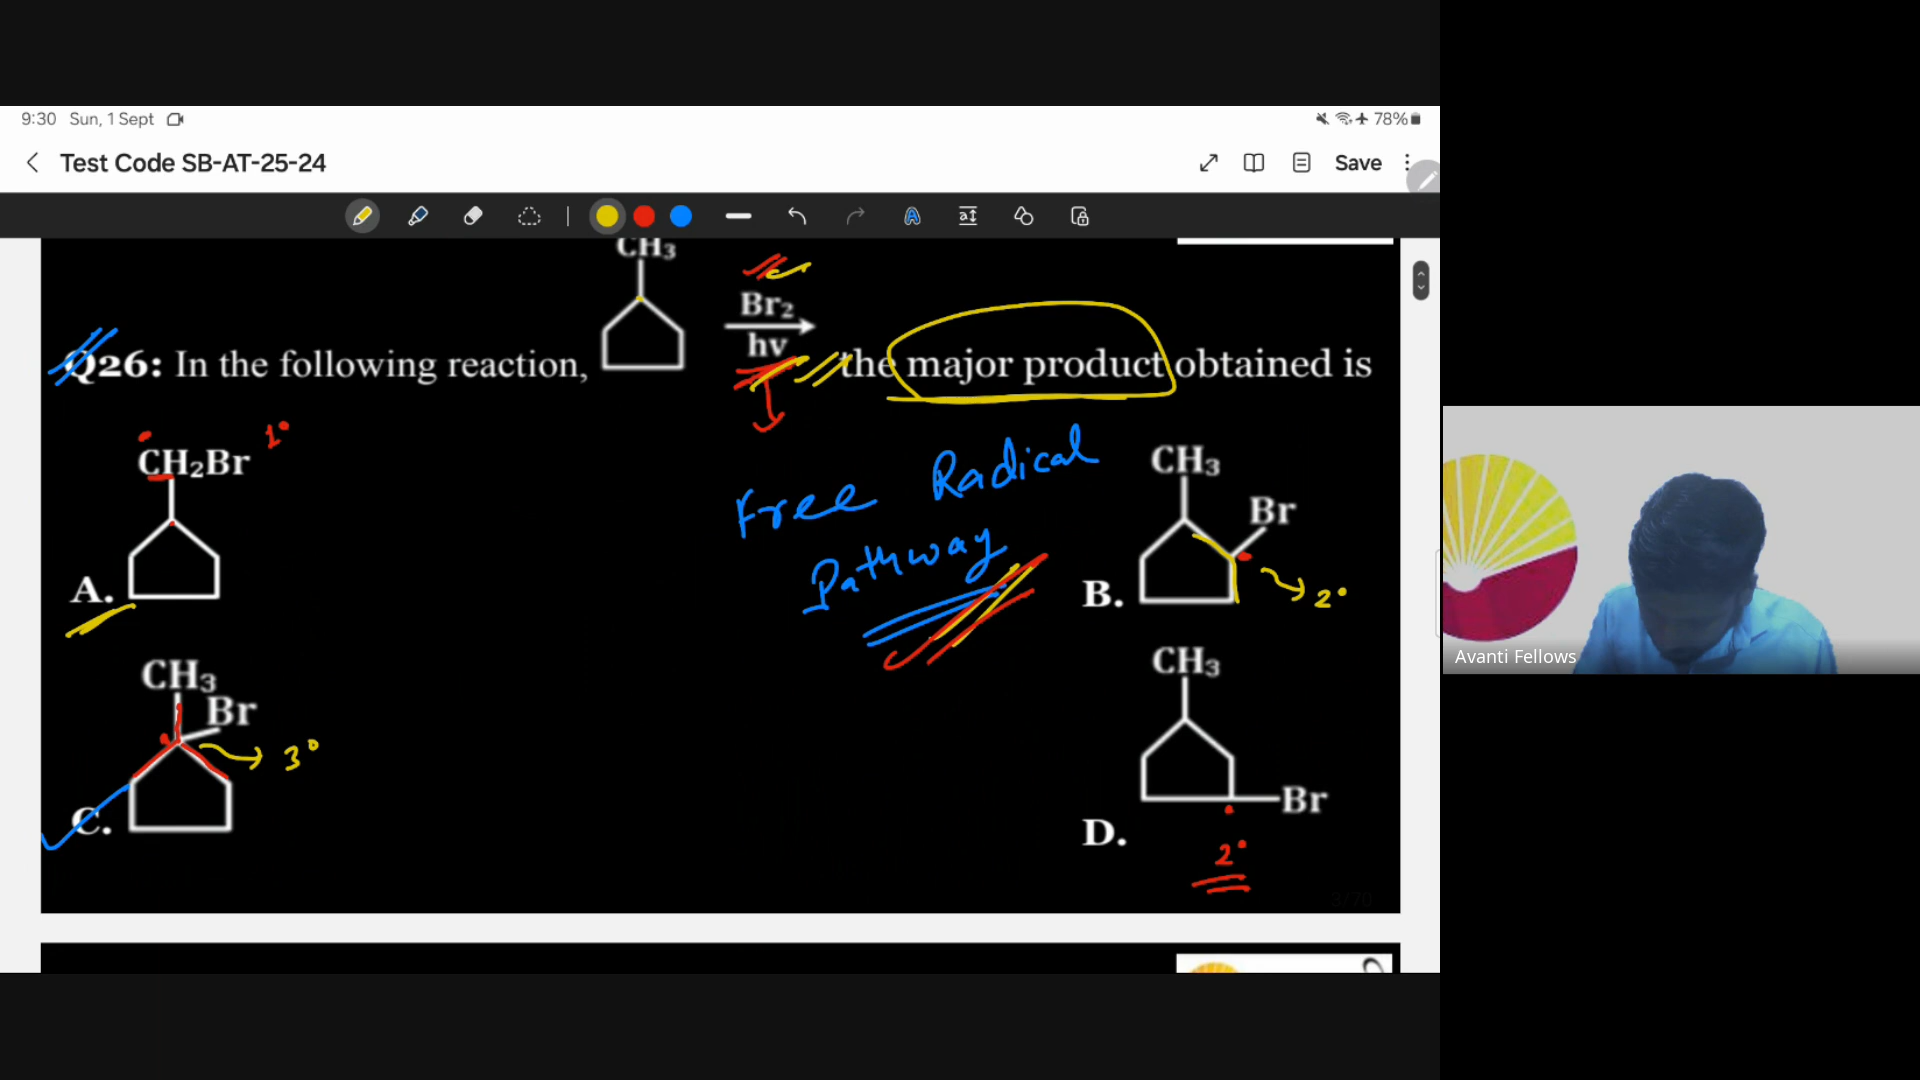 9:30 Sun, 1 Sept
78%
Test Code SB-AT-25-24
Save
CH₃
Br₂
hv
Q26: In the following reaction,
the major product obtained is
CH₂Br
1°
A.
Free Radical
Pathway
CH₃
Br
B.
2°
CH₃
Br
3°
C.
CH₃
Br
D.
2°
3/70
Avanti Fellows